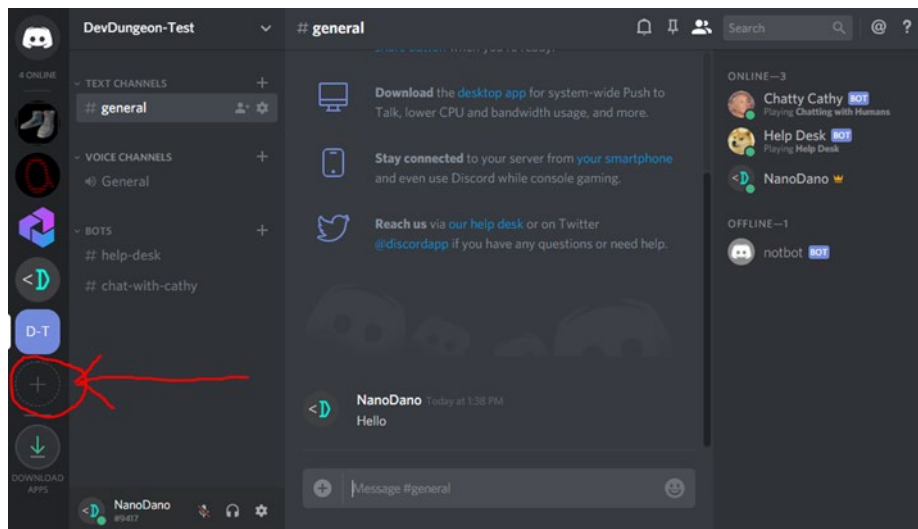 DevDungeon-Test
# general
Search
@
?
4 ONLINE
TEXT CHANNELS
# general
VOICE CHANNELS
General
BOTS
# help-desk
# chat-with-cathy
<D
D-T
DOWNLOAD
APPS
NanoDano
#9417
Download the desktop app for system-wide Push to
Talk, lower CPU and bandwidth usage, and more.
Stay connected to your server from your smartphone
and even use Discord while console gaming.
Reach us via our help desk or on Twitter
@discordapp if you have any questions or need help.
<D
NanoDano Today at 1:38 PM
Hello
Message #general
ONLINE—3
Chatty Cathy BOT
Playing Chatting with Humans
Help Desk BOT
Playing Help Desk
<D NanoDano
OFFLINE—1
notbot BOT